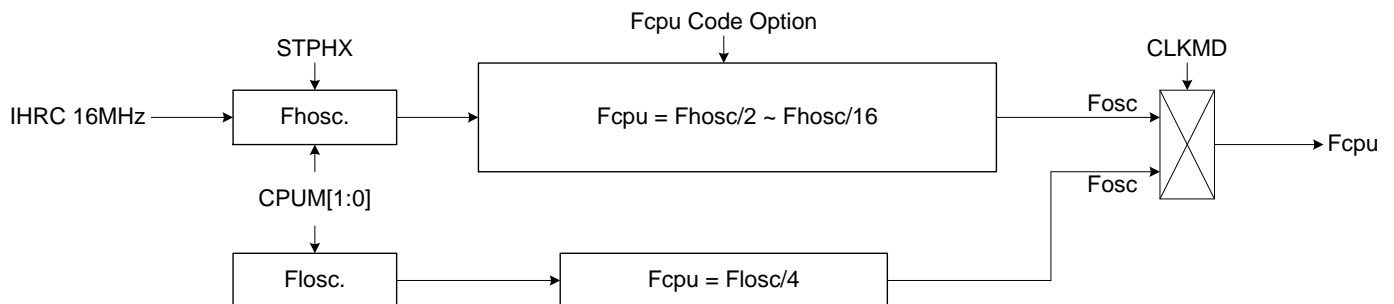 Fcpu Code Option
STPHX
CLKMD
IHRC 16MHz
Fhosc.
Fcpu = Fhosc/2 ~ Fhosc/16
Fosc
Fcpu
Fosc
CPUM[1:0]
Flosc.
Fcpu = Flosc/4